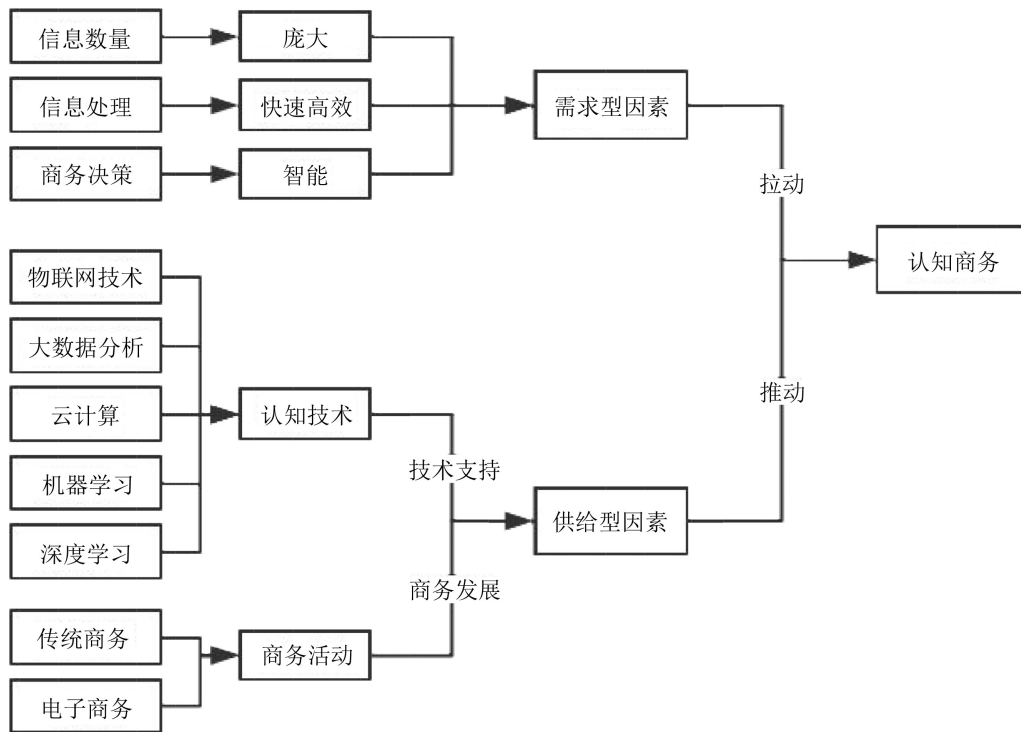 信息数量
庞大
信息处理
快速高效
需求型因素
商务决策
智能
拉动
物联网技术
认知商务
大数据分析
云计算
认知技术
推动
技术支持
机器学习
供给型因素
深度学习
商务发展
传统商务
商务活动
电子商务